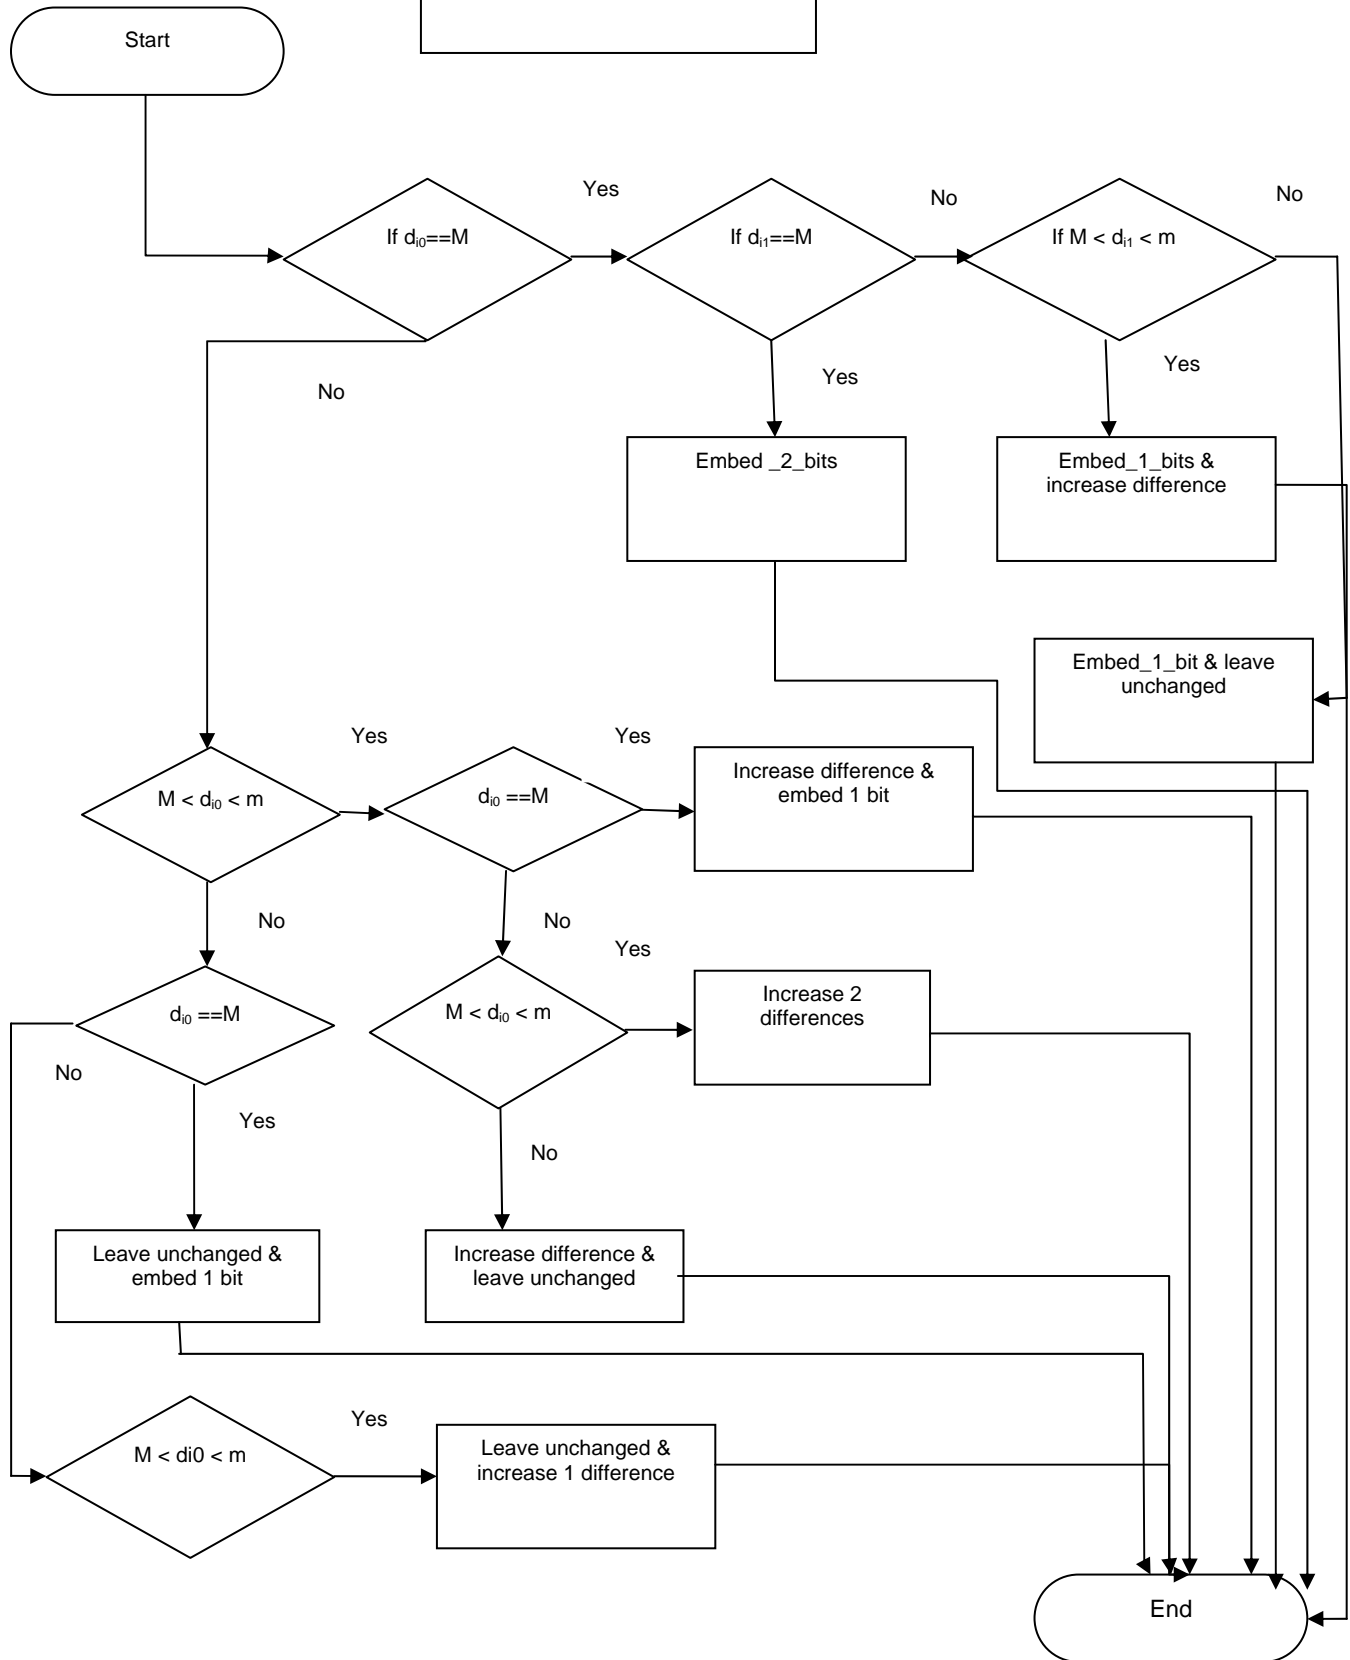 Start
Yes
No
No
If di0==M
If di1==M
If M < di1 < m
No
Yes
Yes
Embed _2_bits
Embed_1_bits &
increase difference
Embed_1_bit & leave
unchanged
Yes
Yes
M < di0 < m
di0 ==M
Increase difference &
embed 1 bit
No
No
Yes
di0 ==M
M < di0 < m
Increase 2
differences
No
Yes
No
Leave unchanged &
embed 1 bit
Increase difference &
leave unchanged
Yes
M < di0 < m
Leave unchanged &
increase 1 difference
End